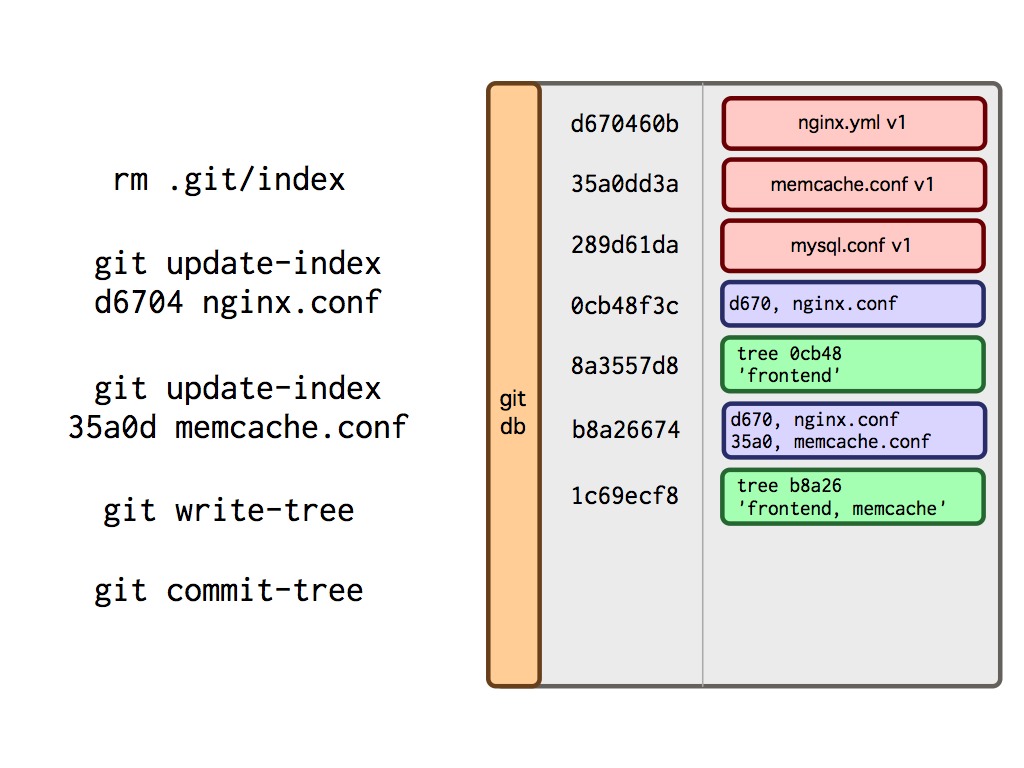 rm .git/index
git update-index
d6704 nginx.conf
git update-index
35a0d memcache.conf
git write-tree
git commit-tree
git
db
d670460b
nginx.yml v1
35a0dd3a
memcache.conf v1
289d61da
mysql.conf v1
0cb48f3c
d670, nginx.conf
8a3557d8
tree 0cb48
'frontend'
b8a26674
d670, nginx.conf
35a0, memcache.conf
1c69ecf8
tree b8a26
'frontend, memcache'